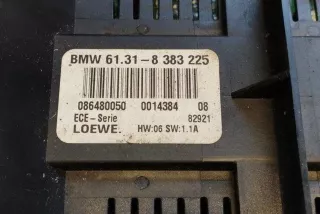 BMW 61.31-8 383 225
086480050 0014384 08
ECE-Serie 82921
LOEWE. HW:06 SW:1.1A